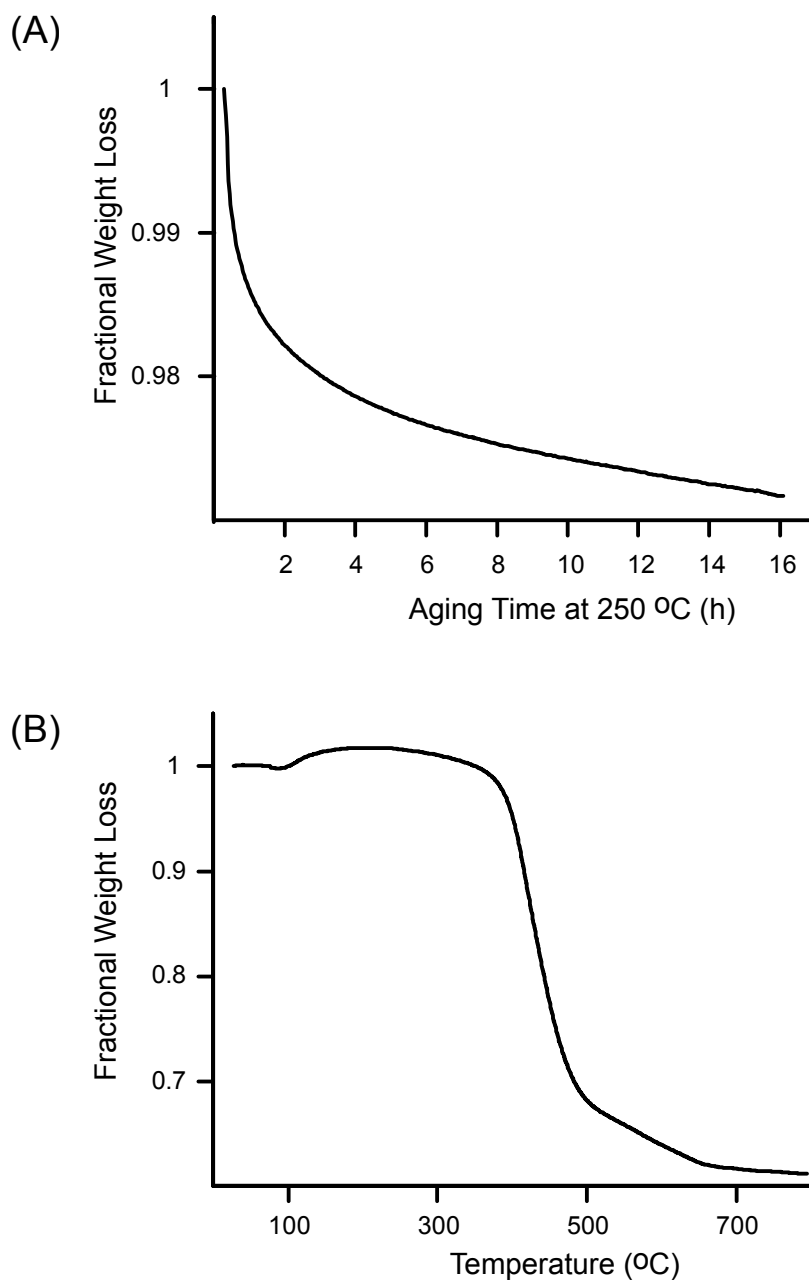 (A)
Fractional Weight Loss
1
0.99
0.98
2 4 6 8 10 12 14 16
Aging Time at 250 ºC (h)
(B)
Fractional Weight Loss
1
0.9
0.8
0.7
100 300 500 700
Temperature (ºC)